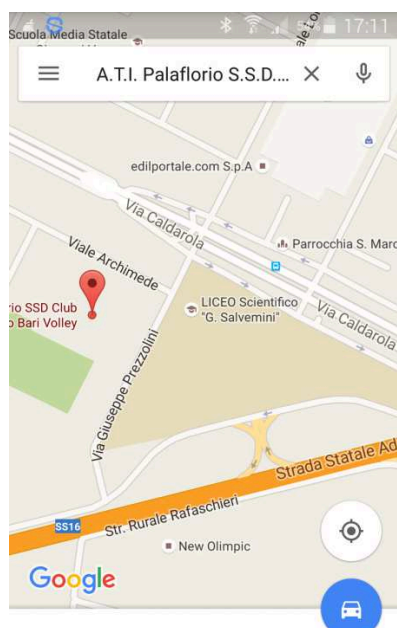 17:11
Scuola Media Statale
A.T.I. Palaflorio S.S.D....
edilportale.com S.p.A
Via Caldarola
Parrocchia S. Marc
Viale Archimede
rio SSD Club
o Bari Volley
LICEO Scientifico
"G. Salvemini"
Via Caldarola
Via Giuseppe Prezzolini
Strada Statale Ad
SS16
Str. Rurale Rafaschieri
New Olimpic
Google